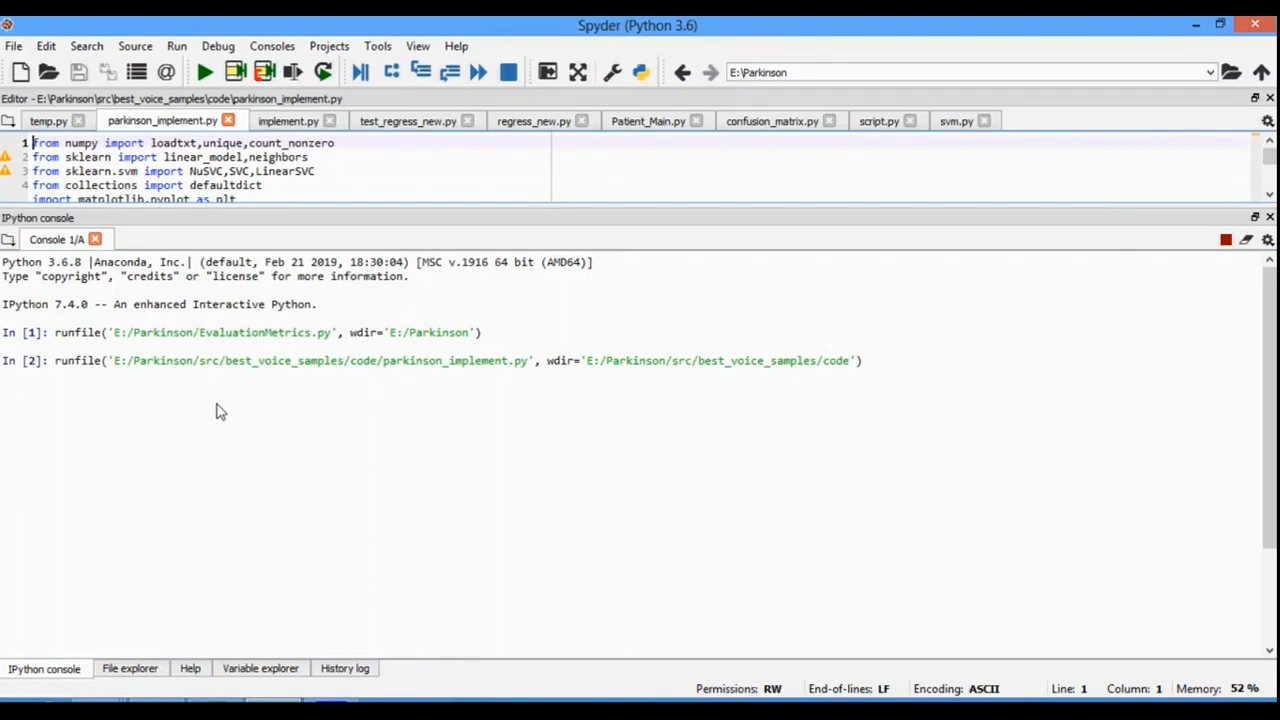 Spyder (Python 3.6)
File Edit Search Source Run Debug Consoles Projects Tools View Help
E:\Parkinson
Editor - E:\Parkinson\src\best_voice_samples\code\parkinson_implement.py
temp.py parkinson_implement.py implement.py test_regress_new.py regress_new.py Patient_Main.py confusion_matrix.py script.py svm.py
1 from numpy import loadtxt,unique,count_nonzero
2 from sklearn import linear_model,neighbors
3 from sklearn.svm import NuSVC,SVC,LinearSVC
4 from collections import defaultdict
import matplotlib.pyplot as plt
IPython console
Console 1/A
Python 3.6.8 |Anaconda, Inc.| (default, Feb 21 2019, 18:30:04) [MSC v.1916 64 bit (AMD64)]
Type "copyright", "credits" or "license" for more information.
IPython 7.4.0 -- An enhanced Interactive Python.
In [1]: runfile('E:/Parkinson/EvaluationMetrics.py', wdir='E:/Parkinson')
In [2]: runfile('E:/Parkinson/src/best_voice_samples/code/parkinson_implement.py', wdir='E:/Parkinson/src/best_voice_samples/code')
IPython console File explorer Help Variable explorer History log
Permissions: RW End-of-lines: LF Encoding: ASCII Line: 1 Column: 1 Memory: 52 %